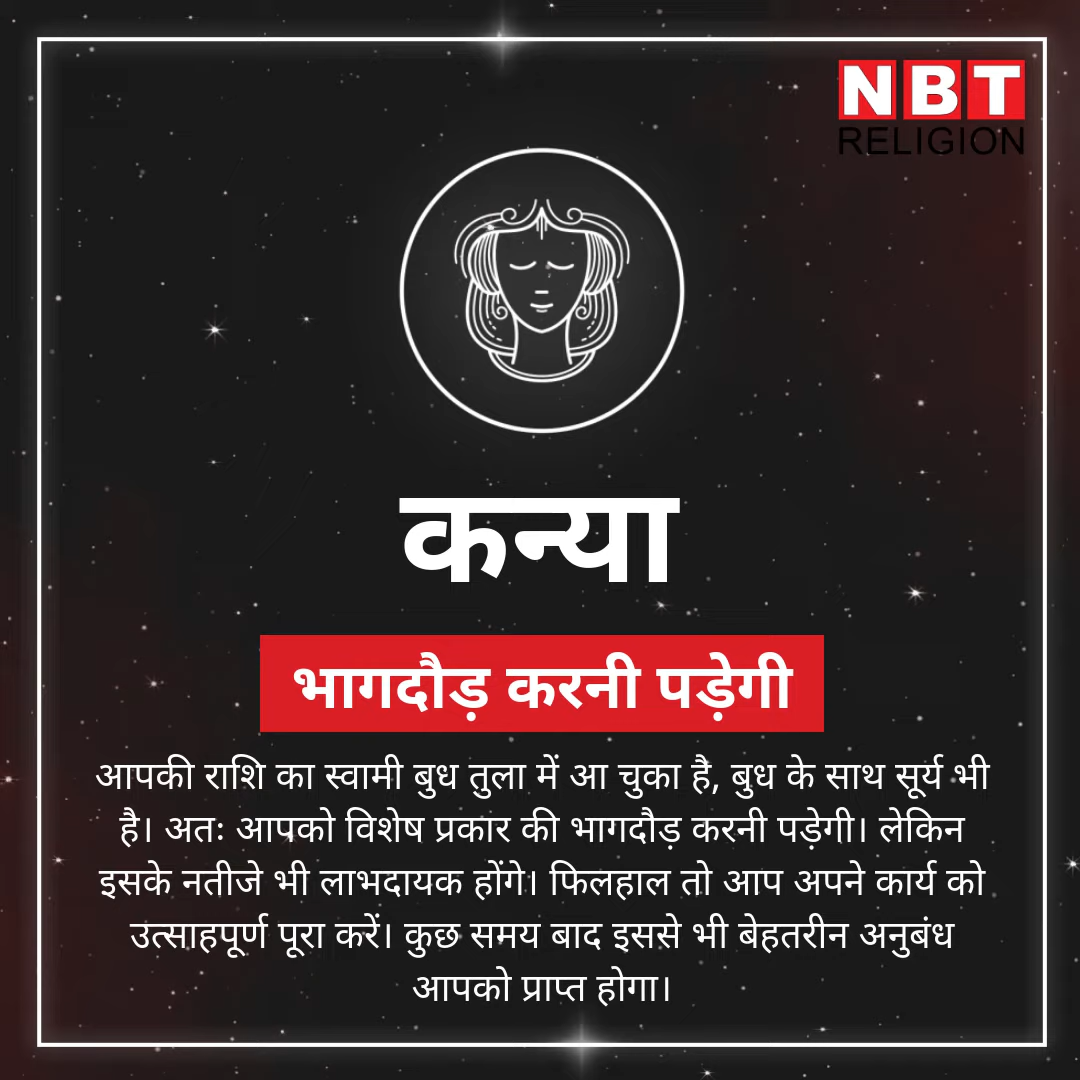 NBT
RELIGION
कन्या
भागदौड़ करनी पड़ेगी
आपकी राशि का स्वामी बुध तुला में आ चुका है, बुध के साथ सूर्य भी
है। अतः आपको विशेष प्रकार की भागदौड़ करनी पड़ेगी। लेकिन
इसके नतीजे भी लाभदायक होंगे। फिलहाल तो आप अपने कार्य को
उत्साहपूर्ण पूरा करें। कुछ समय बाद इससे भी बेहतरीन अनुबंध
आपको प्राप्त होगा।